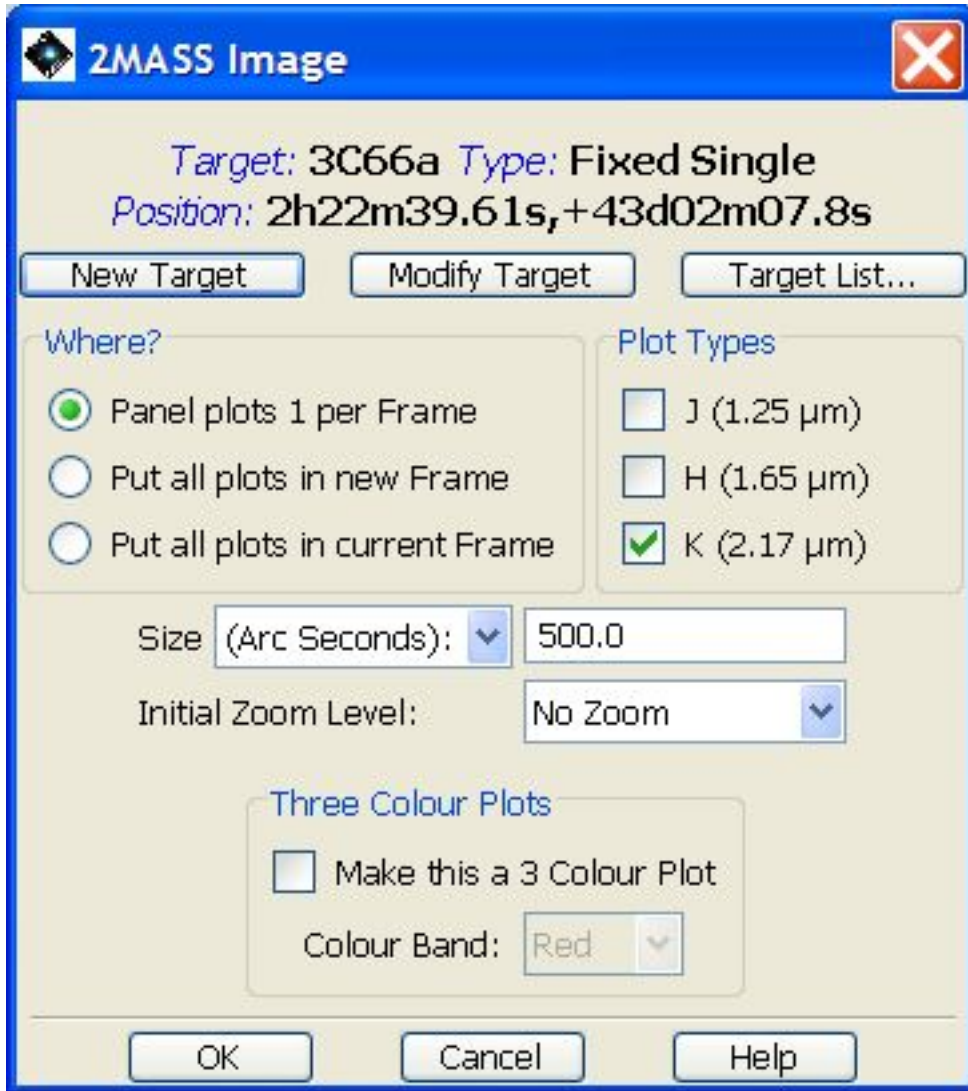 2MASS Image
Target: 3C66a Type: Fixed Single
Position: 2h22m39.61s,+43d02m07.8s
New Target Modify Target Target List...
Where? Plot Types
Panel plots 1 per Frame J (1.25 µm)
Put all plots in new Frame H (1.65 µm)
Put all plots in current Frame K (2.17 µm)
Size (Arc Seconds): 500.0
Initial Zoom Level: No Zoom
Three Colour Plots
Make this a 3 Colour Plot
Colour Band: Red
OK Cancel Help